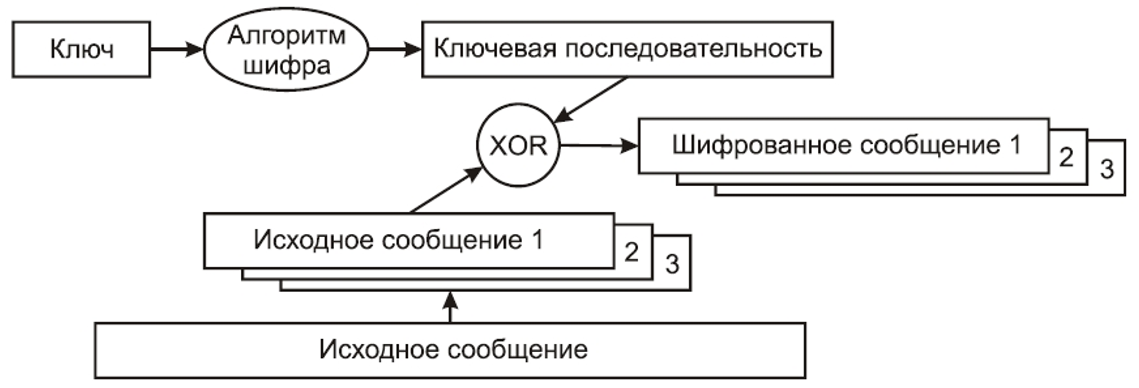 Ключ
Алгоритм
шифра
Ключевая последовательность
XOR
Шифрованное сообщение 1
2
3
Исходное сообщение 1
2
3
Исходное сообщение